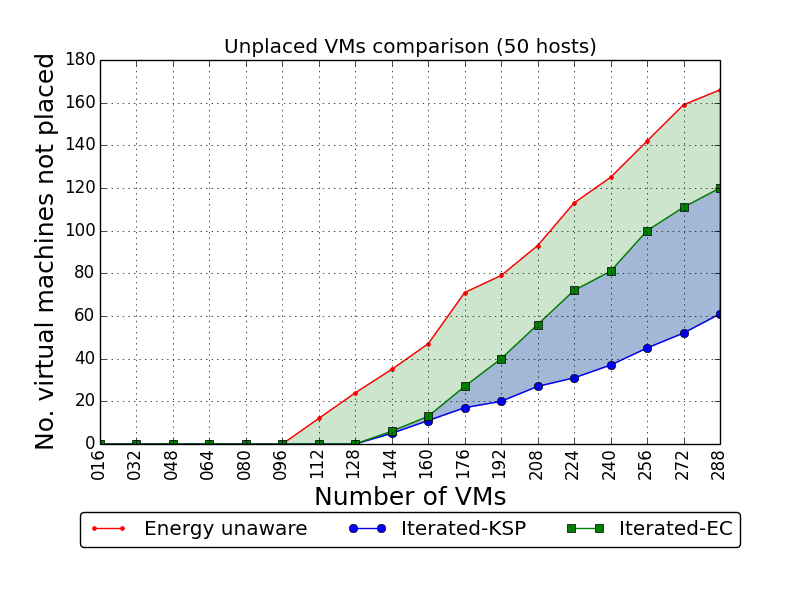 Unplaced VMs comparison (50 hosts)
No. virtual machines not placed
180
160
140
120
100
80
60
40
20
0
016 032 048 064 080 096 112 128 144 160 176 192 208 224 240 256 272 288
Number of VMs
Energy unaware Iterated-KSP Iterated-EC